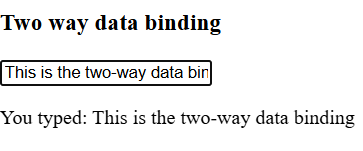 Two way data binding
This is the two-way data bin
You typed: This is the two-way data binding